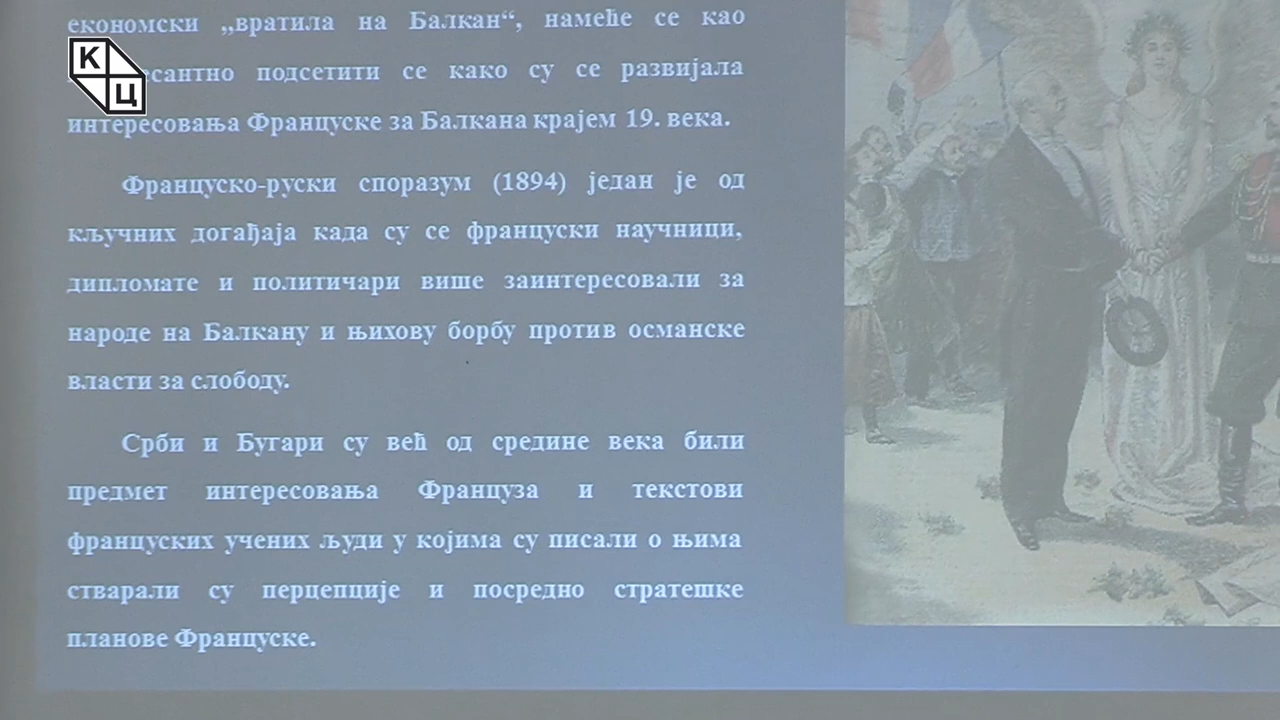 економски „вратила на Балкан“, намеће се као
К
Ц
подсетити се како су се развијала
интересовања Француске за Балкана крајем 19. века.
Француско-руски споразум (1894) један је од
кључних догађаја када су се француски научници,
дипломате и политичари више заинтересовали за
народе на Балкану и њихову борбу против османске
власти за слободу.
Срби и Бугари су већ од средине века били
предмет интересовања Француза и текстови
француских учених људи у којима су писали о њима
стварали су перцепције и посредно стратешке
планове Француске.